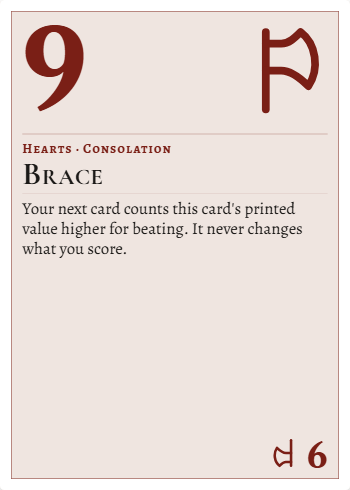 9
Hearts · Consolation
Brace
Your next card counts this card's printed
value higher for beating. It never changes
what you score.
6